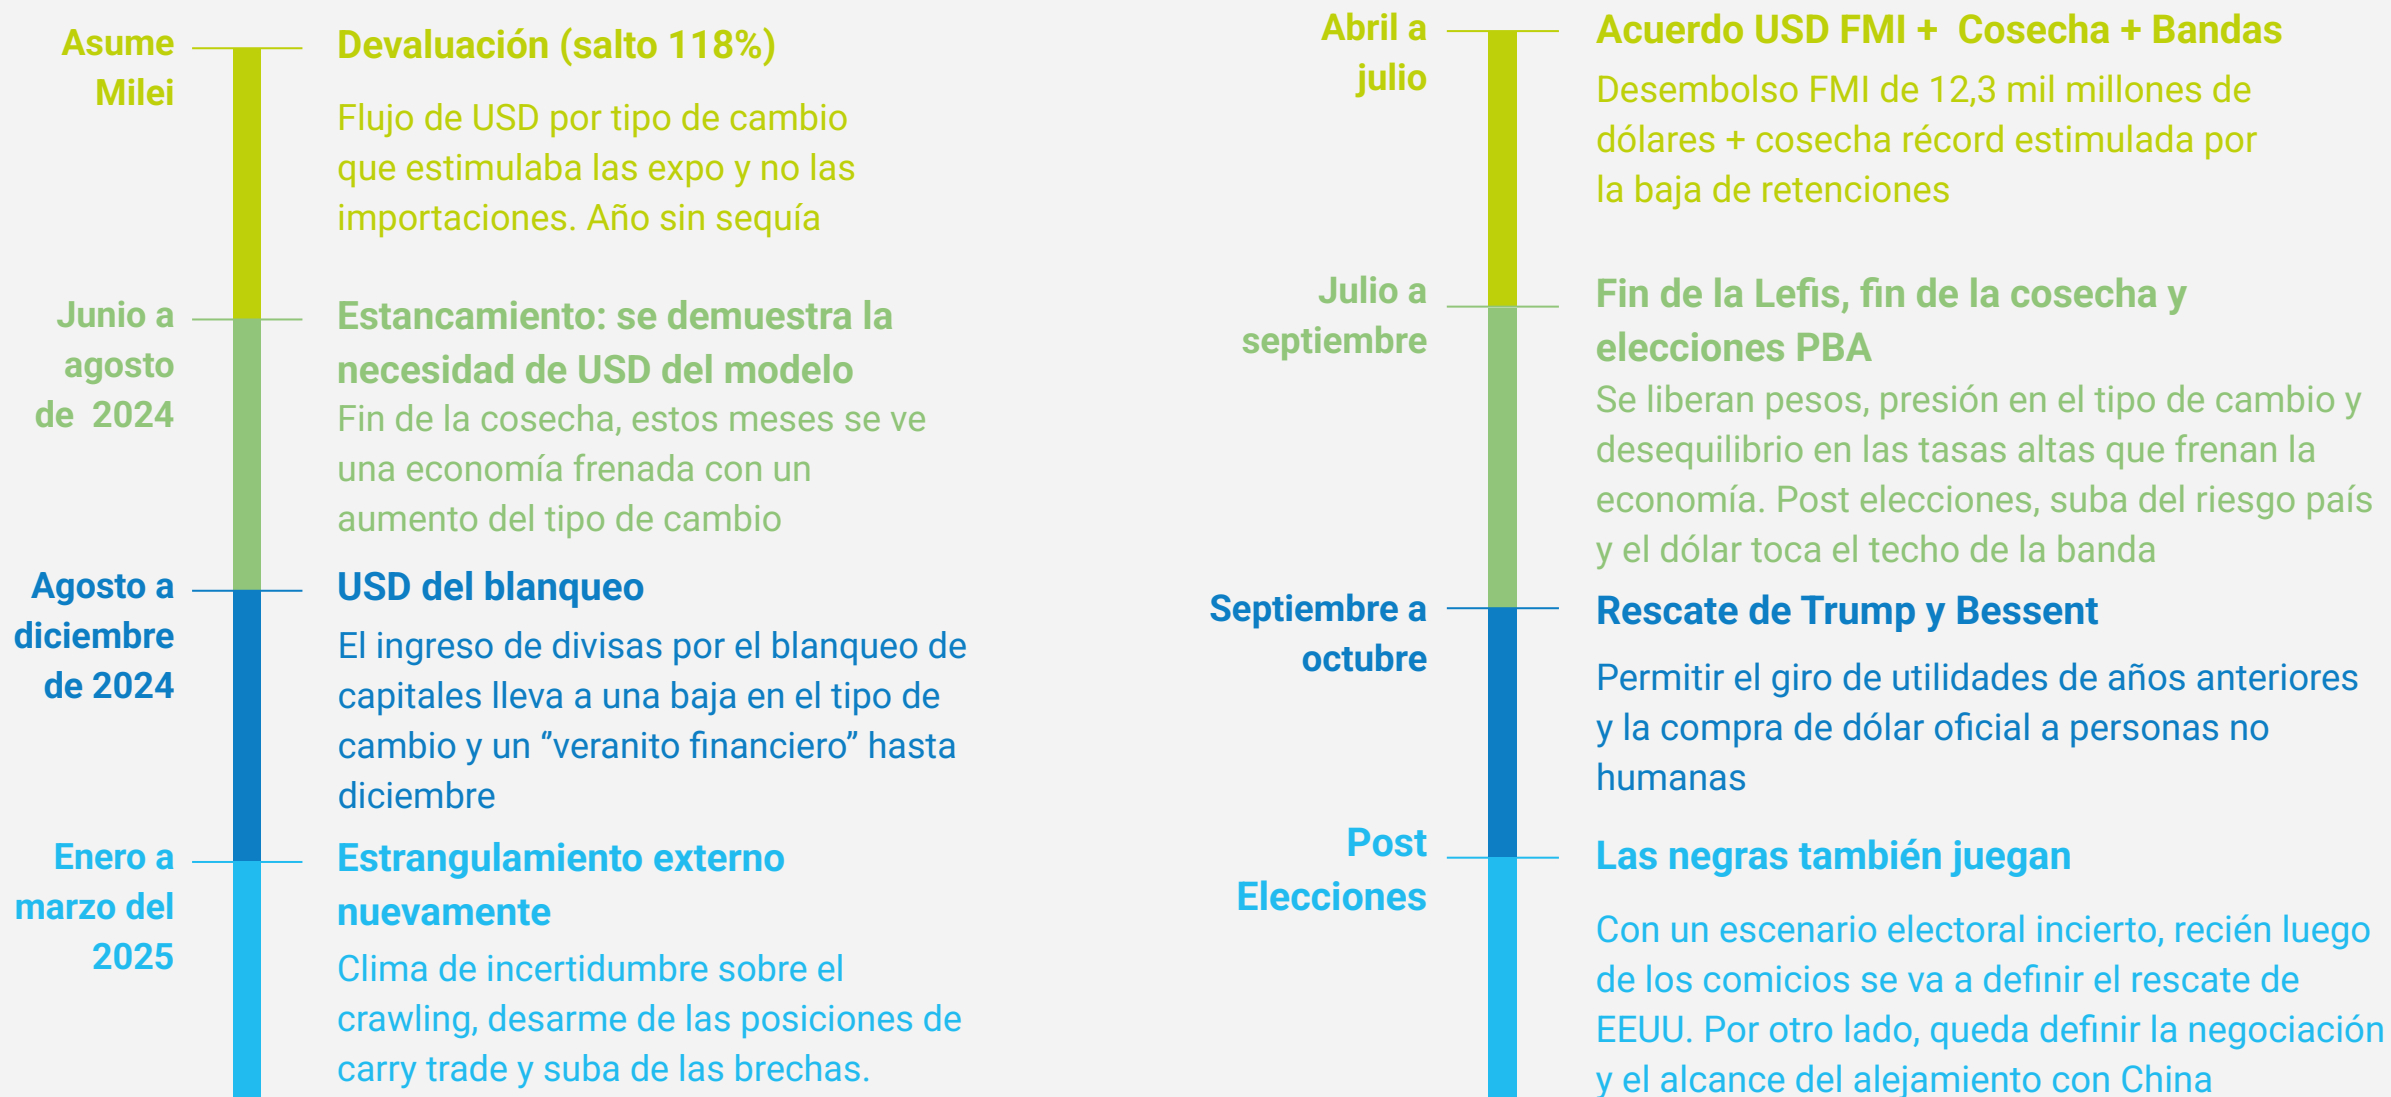 Asume
Milei
Devaluación (salto 118%)
Flujo de USD por tipo de cambio
que estimulaba las expo y no las
importaciones. Año sin sequía
Junio a
agosto
de 2024
Estancamiento: se demuestra la
necesidad de USD del modelo
Fin de la cosecha, estos meses se ve
una economía frenada con un
aumento del tipo de cambio
Agosto a
diciembre
de 2024
USD del blanqueo
El ingreso de divisas por el blanqueo de
capitales lleva a una baja en el tipo de
cambio y un “veranito financiero” hasta
diciembre
Enero a
marzo del
2025
Estrangulamiento externo
nuevamente
Clima de incertidumbre sobre el
crawling, desarme de las posiciones de
carry trade y suba de las brechas.
Abril a
julio
Acuerdo USD FMI + Cosecha + Bandas
Desembolso FMI de 12,3 mil millones de
dólares + cosecha récord estimulada por
la baja de retenciones
Julio a
septiembre
Fin de la Lefis, fin de la cosecha y
elecciones PBA
Se liberan pesos, presión en el tipo de cambio y
desequilibrio en las tasas altas que frenan la
economía. Post elecciones, suba del riesgo país
y el dólar toca el techo de la banda
Septiembre a
octubre
Rescate de Trump y Bessent
Permitir el giro de utilidades de años anteriores
y la compra de dólar oficial a personas no
humanas
Post
Elecciones
Las negras también juegan
Con un escenario electoral incierto, recién luego
de los comicios se va a definir el rescate de
EEUU. Por otro lado, queda definir la negociación
y el alcance del alejamiento con China